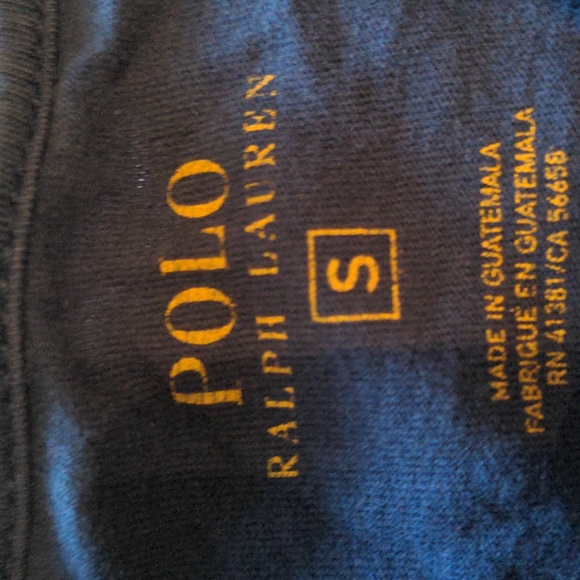 POLO
RALPH LAUREN
S
MADE IN GUATEMALA
FABRIQUÉ EN GUATEMALA
RN 41381/CA 56658